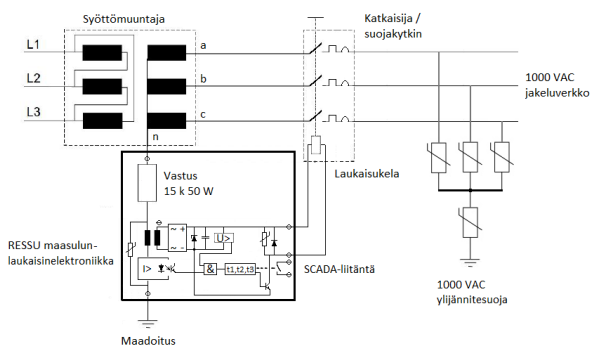 Syöttömuuntaja
Katkaisija /
suojakytkin
L1
a
L2
b
1000 VAC
jakeluverkko
L3
c
n
Laukaisukela
Vastus
15 k 50 W
RESSU maasulun-
laukaisinelektroniikka
~ +
~ -
U>
I>
&
t1,t2,t3
SCADA-liitäntä
1000 VAC
ylijännitesuoja
Maadoitus